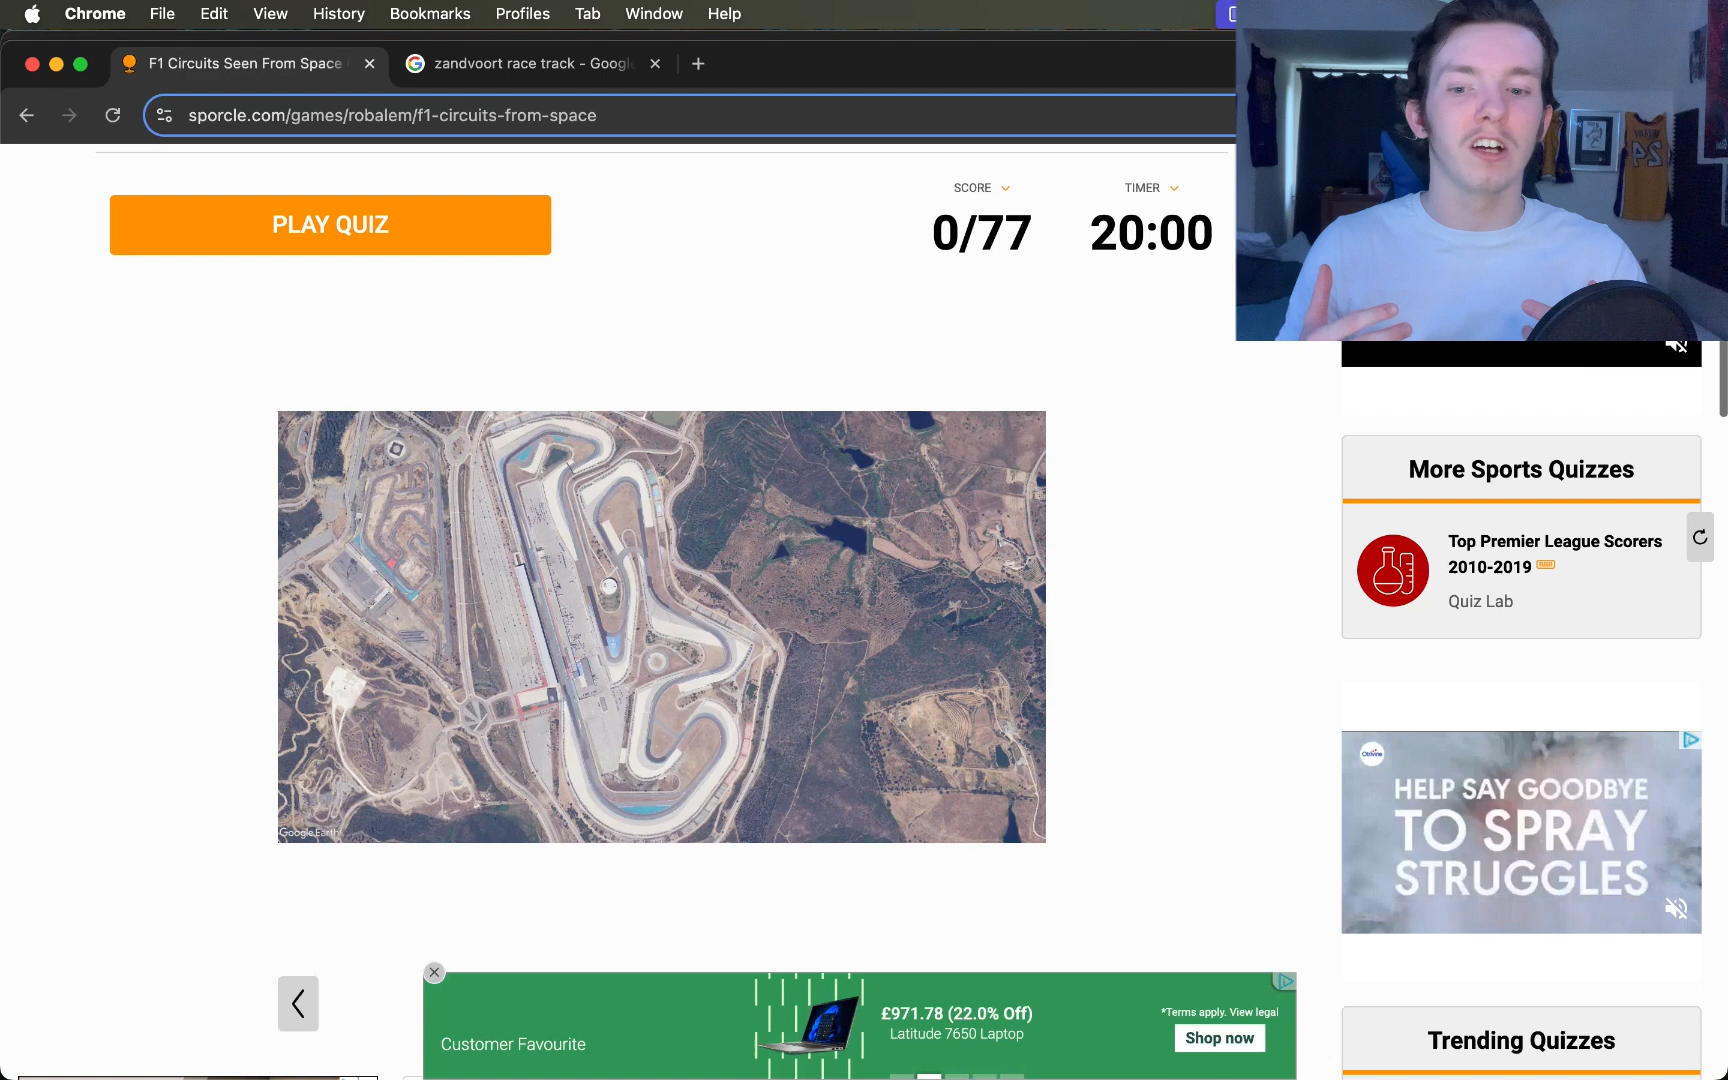 Chrome File Edit View History Bookmarks Profiles Tab Window Help
F1 Circuits Seen From Space
zandvoort race track - Googl
sporcle.com/games/robalem/f1-circuits-from-space
PLAY QUIZ
SCORE
0/77
TIMER
20:00
Google Earth
24
More Sports Quizzes
Top Premier League Scorers
2010-2019
Quiz Lab
Otrivine
HELP SAY GOODBYE
TO SPRAY
STRUGGLES
Customer Favourite
£971.78 (22.0% Off)
Latitude 7650 Laptop
*Terms apply. View legal
Shop now
Trending Quizzes